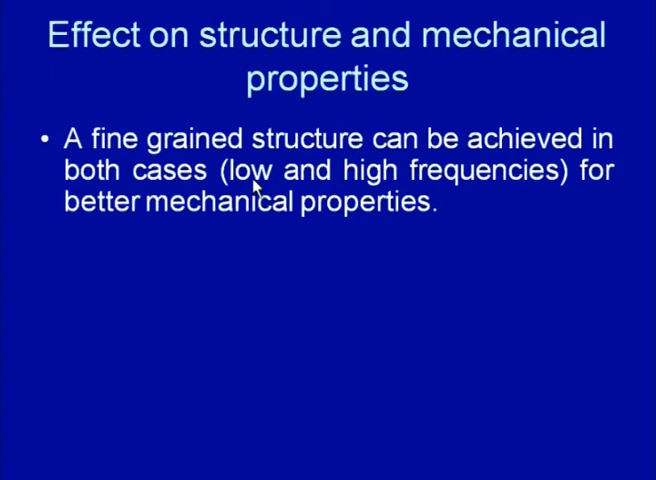 Effect on structure and mechanical
properties
• A fine grained structure can be achieved in
both cases (low and high frequencies) for
better mechanical properties.